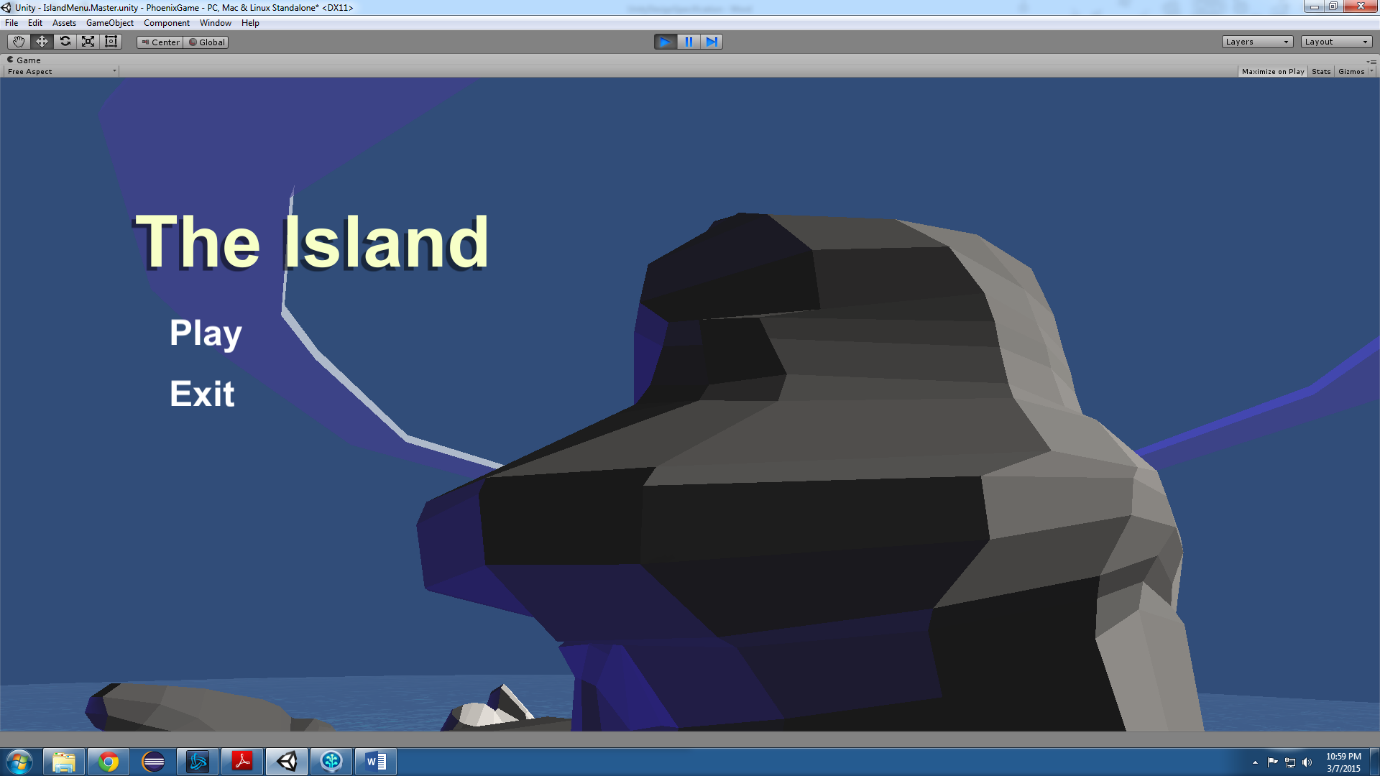 Unity - IslandMenu.Master.unity - PhoenixGame - PC, Mac & Linux Standalone* <DX11>
File Edit Assets GameObject Component Window Help
Center Global Layers Layout
Game
Free Aspect Maximize on Play Stats Gizmos
The Island
Play
Exit
10:59 PM
3/7/2015